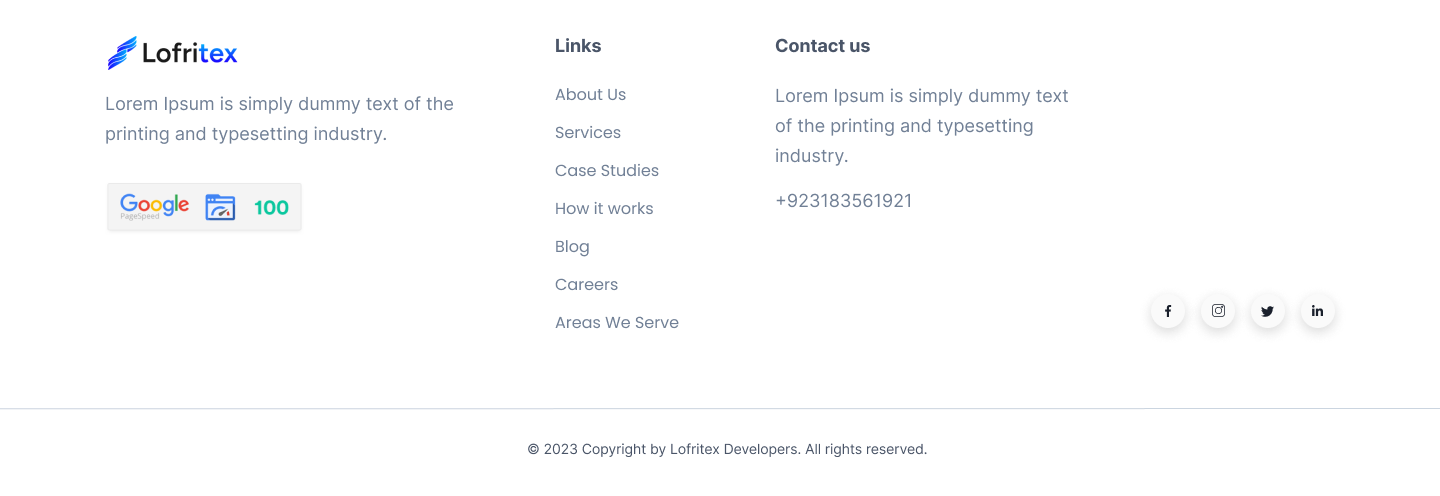 Lofritex
Lorem Ipsum is simply dummy text of the
printing and typesetting industry.
Google
PageSpeed
100
Links
About Us
Services
Case Studies
How it works
Blog
Careers
Areas We Serve
Contact us
Lorem Ipsum is simply dummy text
of the printing and typesetting
industry.
+923183561921
© 2023 Copyright by Lofritex Developers. All rights reserved.